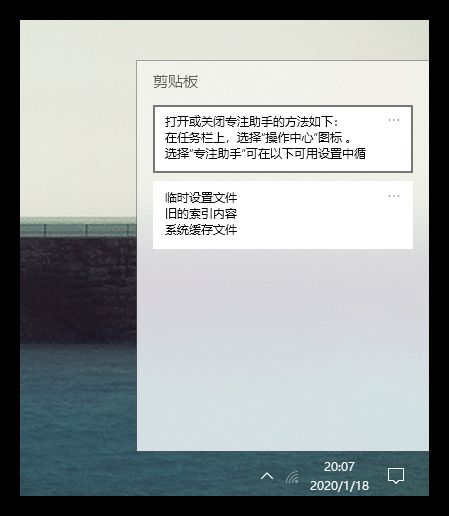 剪贴板
打开或关闭专注助手的方法如下：
在任务栏上，选择“操作中心”图标 。
选择“专注助手”可在以下可用设置中循
临时设置文件
旧的索引内容
系统缓存文件
20:07
2020/1/18